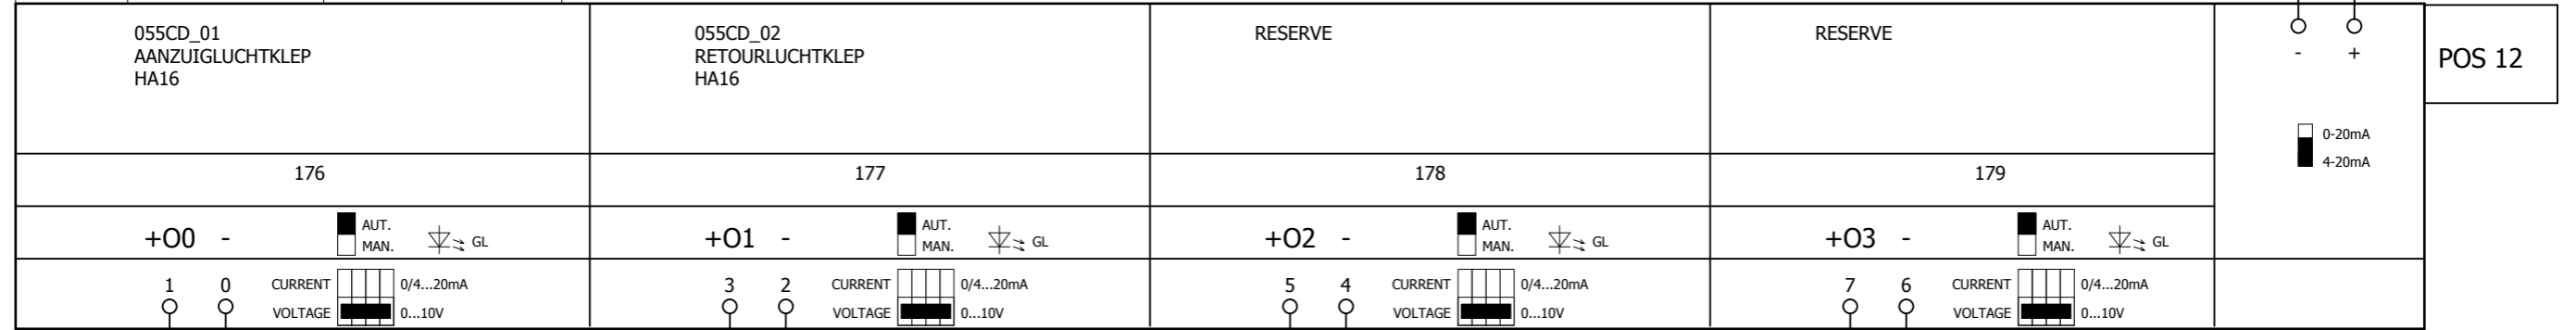 055CD_01
AANZUIGLUCHTKLEP
HA16
055CD_02
RETOURLUCHTKLEP
HA16
RESERVE
RESERVE
- +
POS 12
0-20mA
4-20mA
176
177
178
179
+O0 -
AUT.
MAN.
GL
+O1 -
AUT.
MAN.
GL
+O2 -
AUT.
MAN.
GL
+O3 -
AUT.
MAN.
GL
1 0
CURRENT 0/4...20mA
VOLTAGE 0...10V
3 2
CURRENT 0/4...20mA
VOLTAGE 0...10V
5 4
CURRENT 0/4...20mA
VOLTAGE 0...10V
7 6
CURRENT 0/4...20mA
VOLTAGE 0...10V